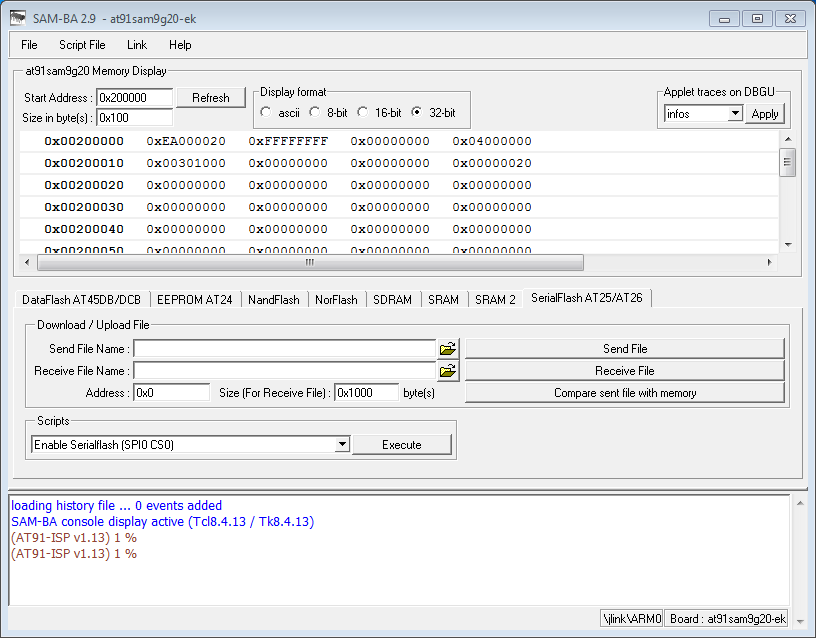 SAM-BA 2.9 - at91sam9g20-ek
File Script File Link Help
at91sam9g20 Memory Display
Start Address : 0x200000 Refresh
Size in byte(s) : 0x100
Display format
ascii 8-bit 16-bit 32-bit
Applet traces on DBGU
infos Apply
0x00200000 0xEA000020 0xFFFFFFFF 0x00000000 0x04000000
0x00200010 0x00301000 0x00000000 0x00000000 0x00000020
0x00200020 0x00000000 0x00000000 0x00000000 0x00000000
0x00200030 0x00000000 0x00000000 0x00000000 0x00000000
0x00200040 0x00000000 0x00000000 0x00000000 0x00000000
0x00200050 0x00000000 0x00000000 0x00000000 0x00000000
DataFlash AT45DB/DCB EEPROM AT24 NandFlash NorFlash SDRAM SRAM SRAM 2 SerialFlash AT25/AT26
Download / Upload File
Send File Name : Send File
Receive File Name : Receive File
Address : 0x0 Size (For Receive File) : 0x1000 byte(s) Compare sent file with memory
Scripts
Enable Serialflash (SPI0 CS0) Execute
loading history file ... 0 events added
SAM-BA console display active (Tcl8.4.13 / Tk8.4.13)
(AT91-ISP v1.13) 1 %
(AT91-ISP v1.13) 1 %
\jlink\ARM0 Board : at91sam9g20-ek